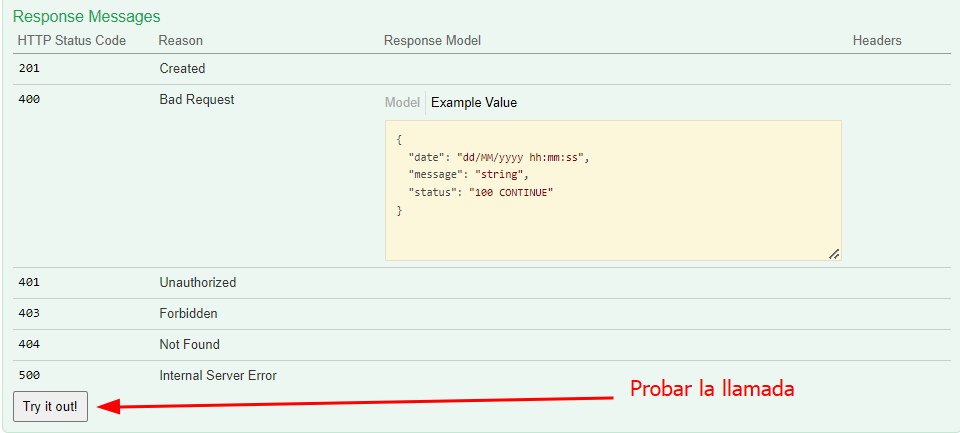 Response Messages
HTTP Status Code Reason Response Model Headers
201 Created
400 Bad Request Model Example Value
{
"date": "dd/MM/yyyy hh:mm:ss",
"message": "string",
"status": "100 CONTINUE"
}
401 Unauthorized
403 Forbidden
404 Not Found
500 Internal Server Error
Try it out! Probar la llamada